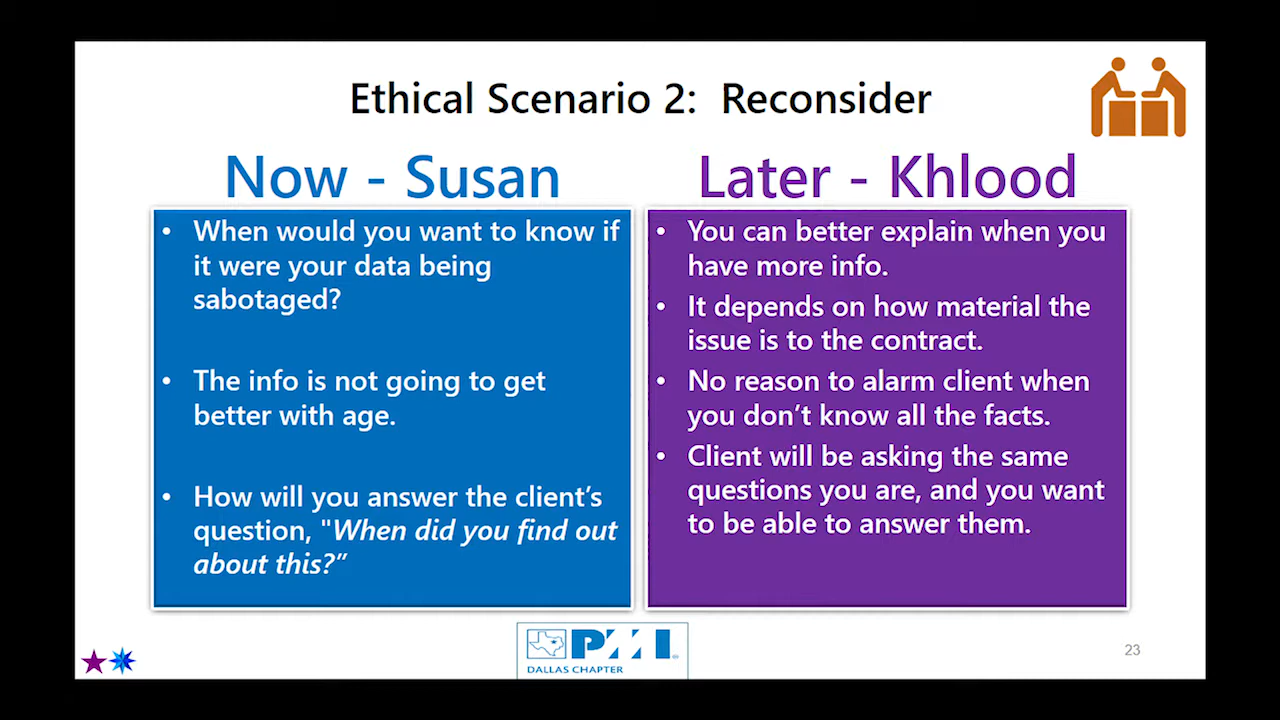 Ethical Scenario 2: Reconsider
Now - Susan
• When would you want to know if
it were your data being
sabotaged?
• The info is not going to get
better with age.
• How will you answer the client's
question, "When did you find out
about this?”
Later - Khlood
• You can better explain when you
have more info.
• It depends on how material the
issue is to the contract.
• No reason to alarm client when
you don’t know all the facts.
• Client will be asking the same
questions you are, and you want
to be able to answer them.
PMI
DALLAS CHAPTER
23